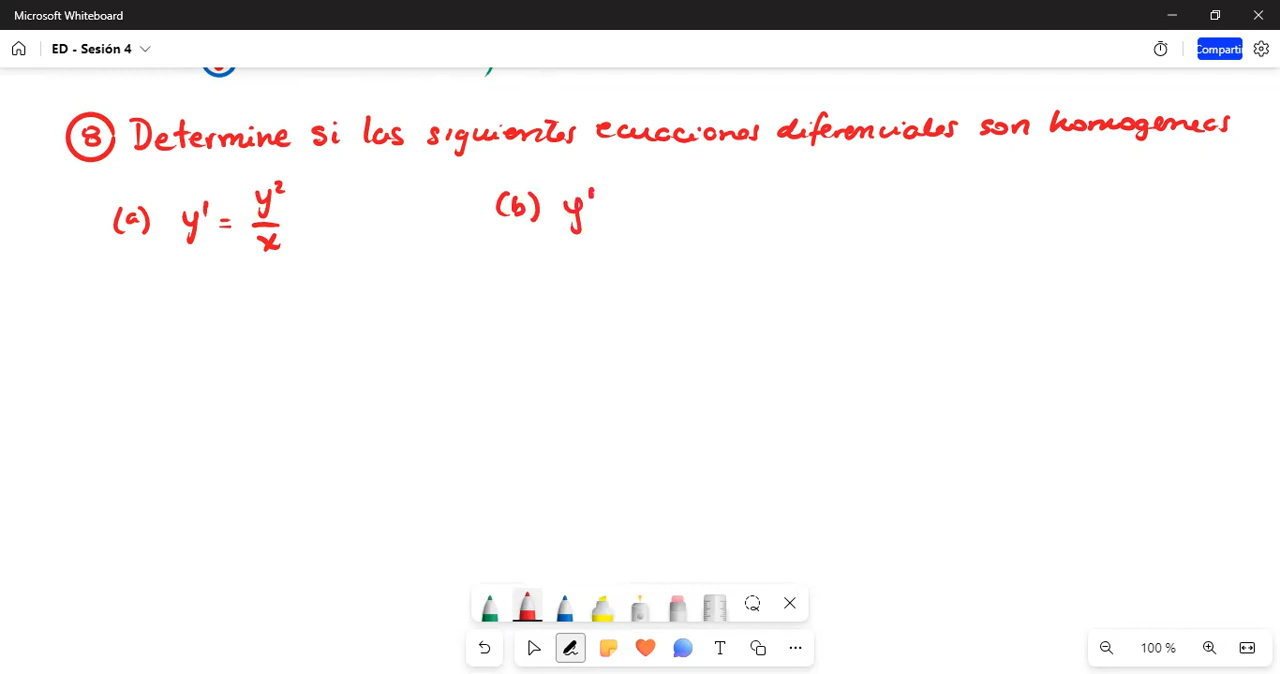 Microsoft Whiteboard
ED - Sesión 4
Comparti
⑧ Determine si las siguientes ecuaciones diferenciales son homogeneas
(a) y' = y²/x
(b) y'
T
100 %